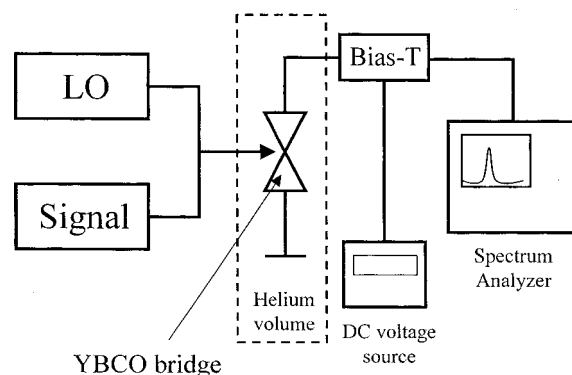 Bias-T
LO
Signal
Spectrum
Analyzer
Helium
volume
DC voltage
source
YBCO bridge